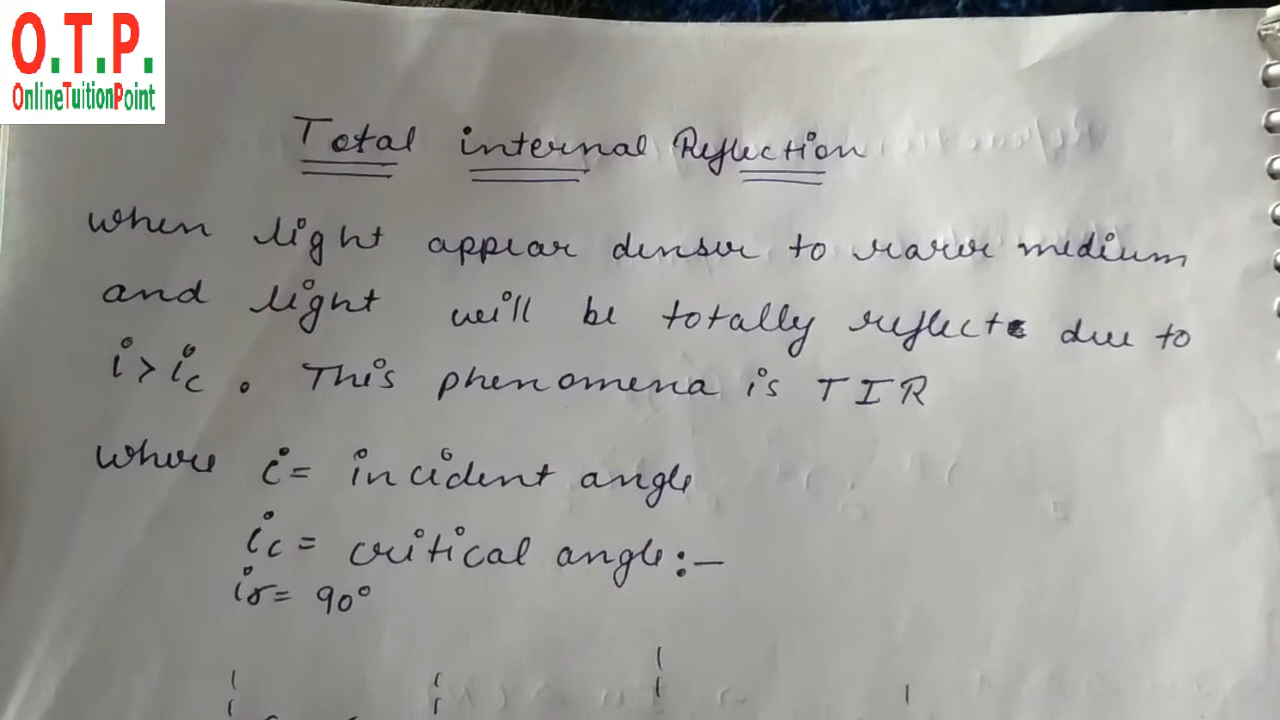 O.T.P.
OnlineTuitionPoint
Total internal Reflection
when light appear denser to rarer medium
and light will be totally reflect due to
i > ic . This phenomena is TIR
where i = incident angle
ic = critical angle :-
ir = 90°